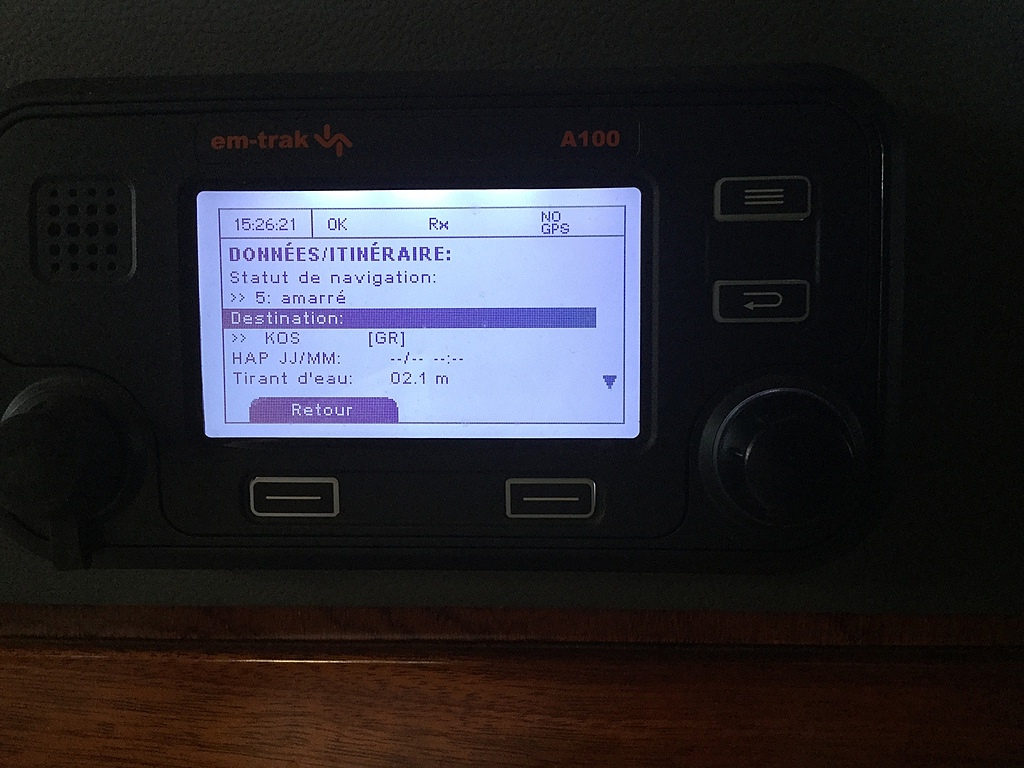 em-trak A100
15:26:21 OK Rx NO GPS
DONNÉES/ITINÉRAIRE:
Statut de navigation:
>> 5: amarré
Destination:
>> KOS [GR]
HAP JJ/MM: --/-- --:--
Tirant d'eau: 02.1 m
Retour